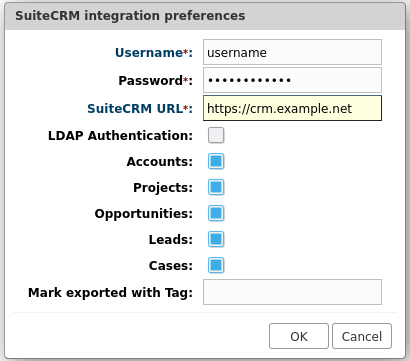 SuiteCRM integration preferences
Username*: username
Password*: ••••••••••••
SuiteCRM URL*: https://crm.example.net
LDAP Authentication:
Accounts:
Projects:
Opportunities:
Leads:
Cases:
Mark exported with Tag:
OK Cancel